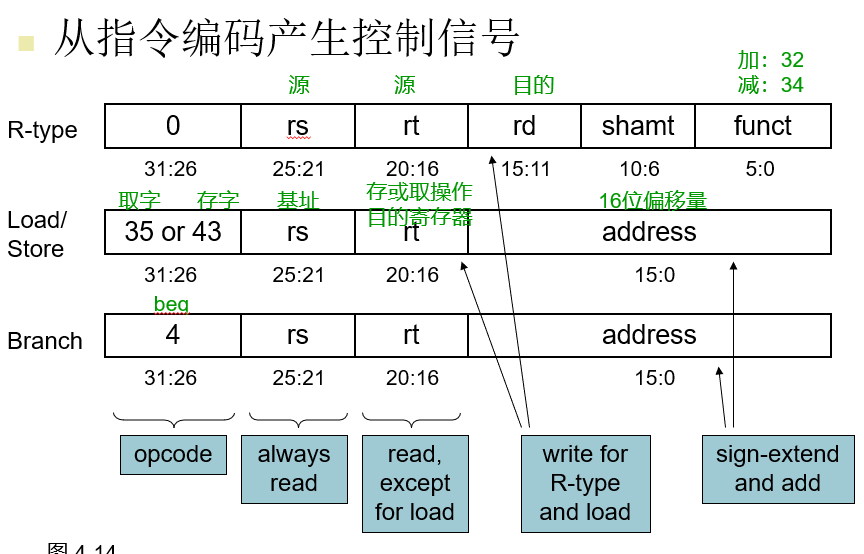 从指令编码产生控制信号
加：32
减：34
源 源 目的
R-type 0 rs rt rd shamt funct
31:26 25:21 20:16 15:11 10:6 5:0
取字 存字 基址 存或取操作 16位偏移量
目的寄存器
Load/
Store
35 or 43 rs rt address
31:26 25:21 20:16 15:0
beq
Branch 4 rs rt address
31:26 25:21 20:16 15:0
opcode
always
read
read,
except
for load
write for
R-type
and load
sign-extend
and add
图 4-14